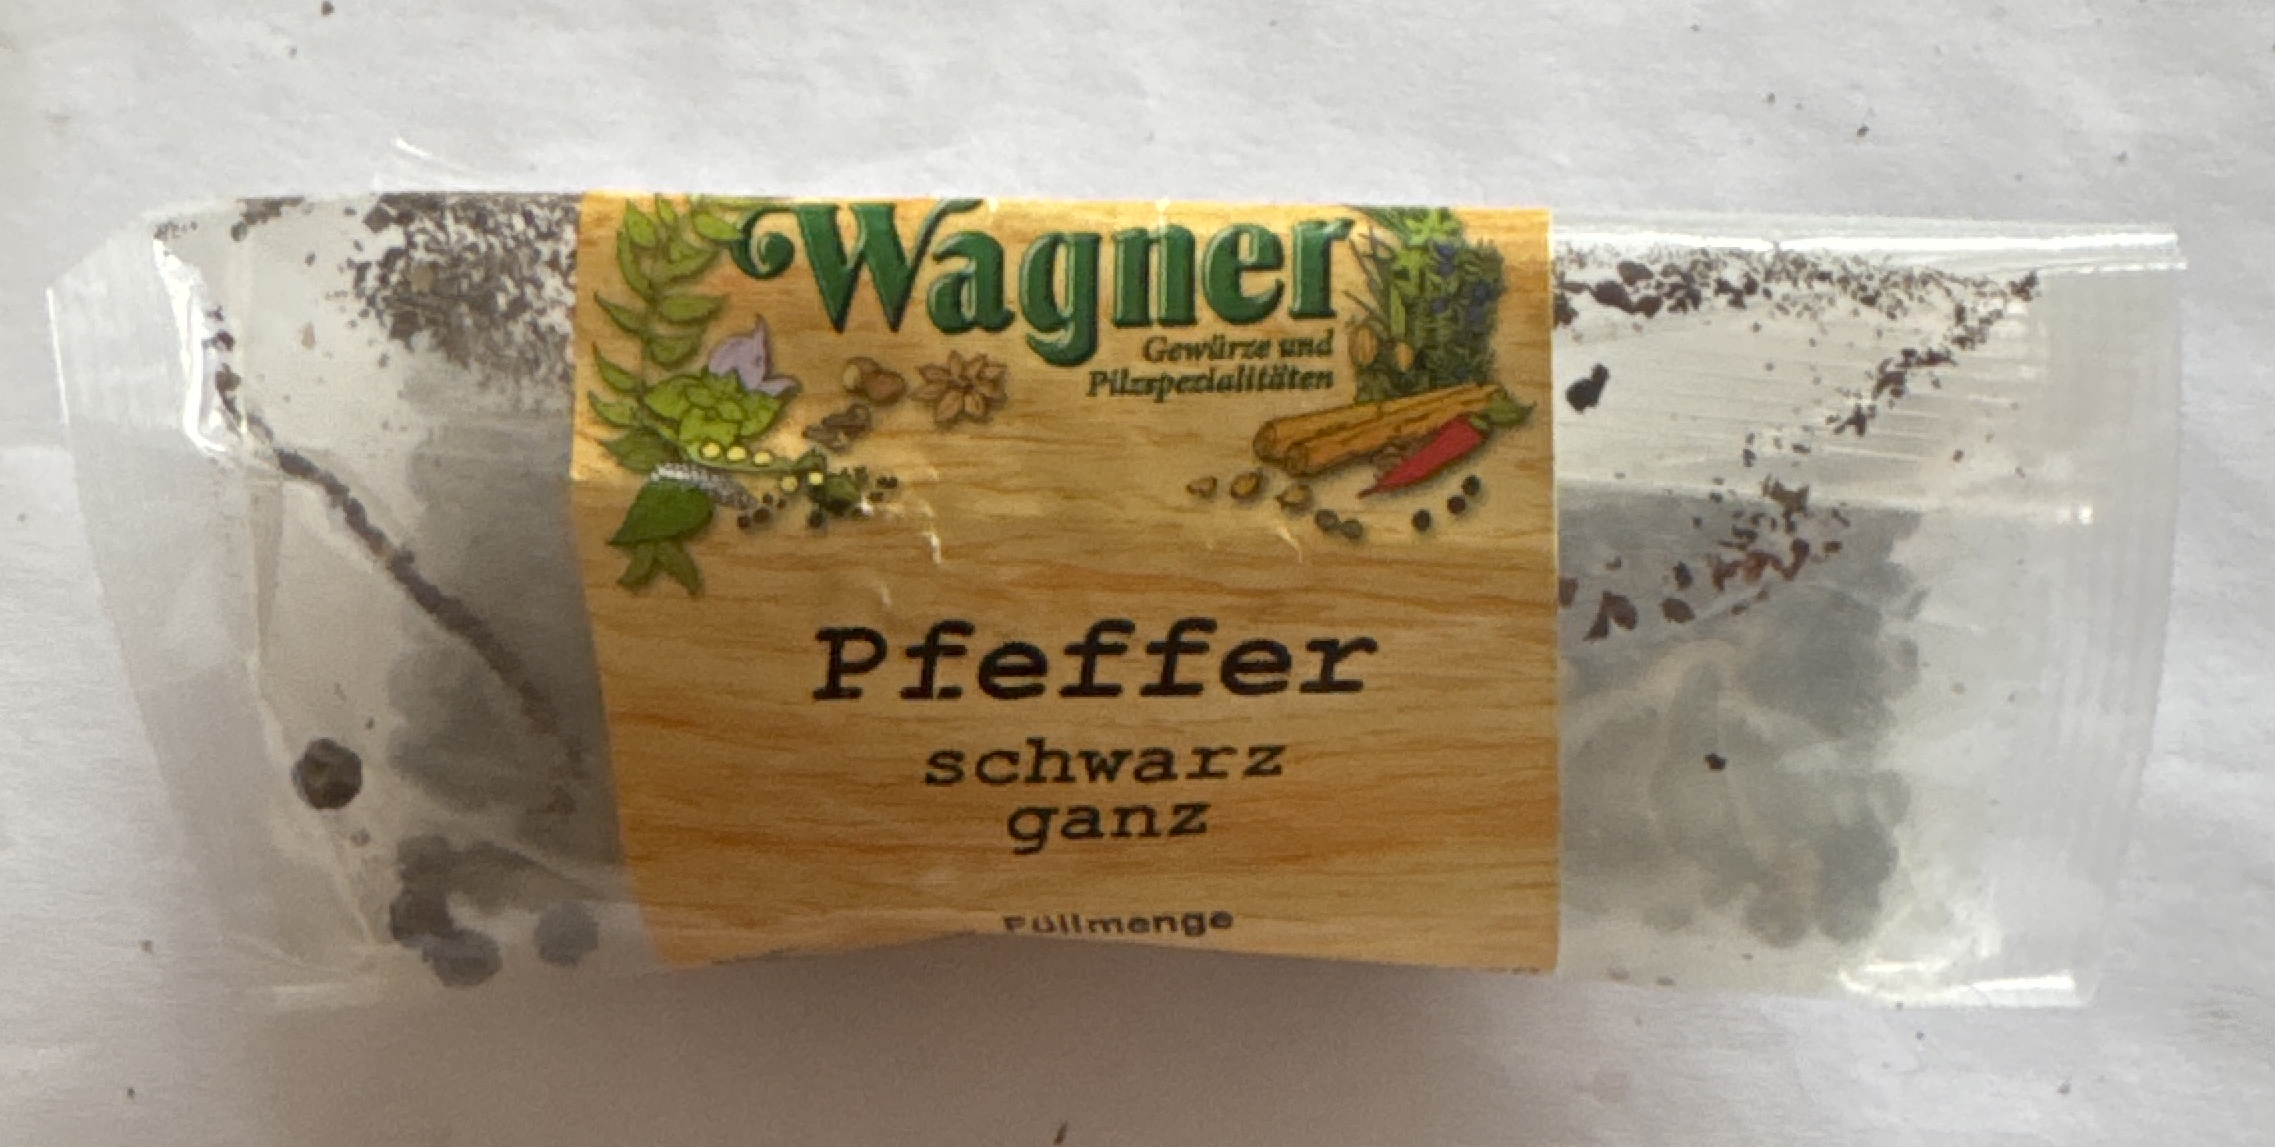 Wagner
Gewürze und
Pilzspezialitäten
Pfeffer
schwarz
ganz
Füllmenge